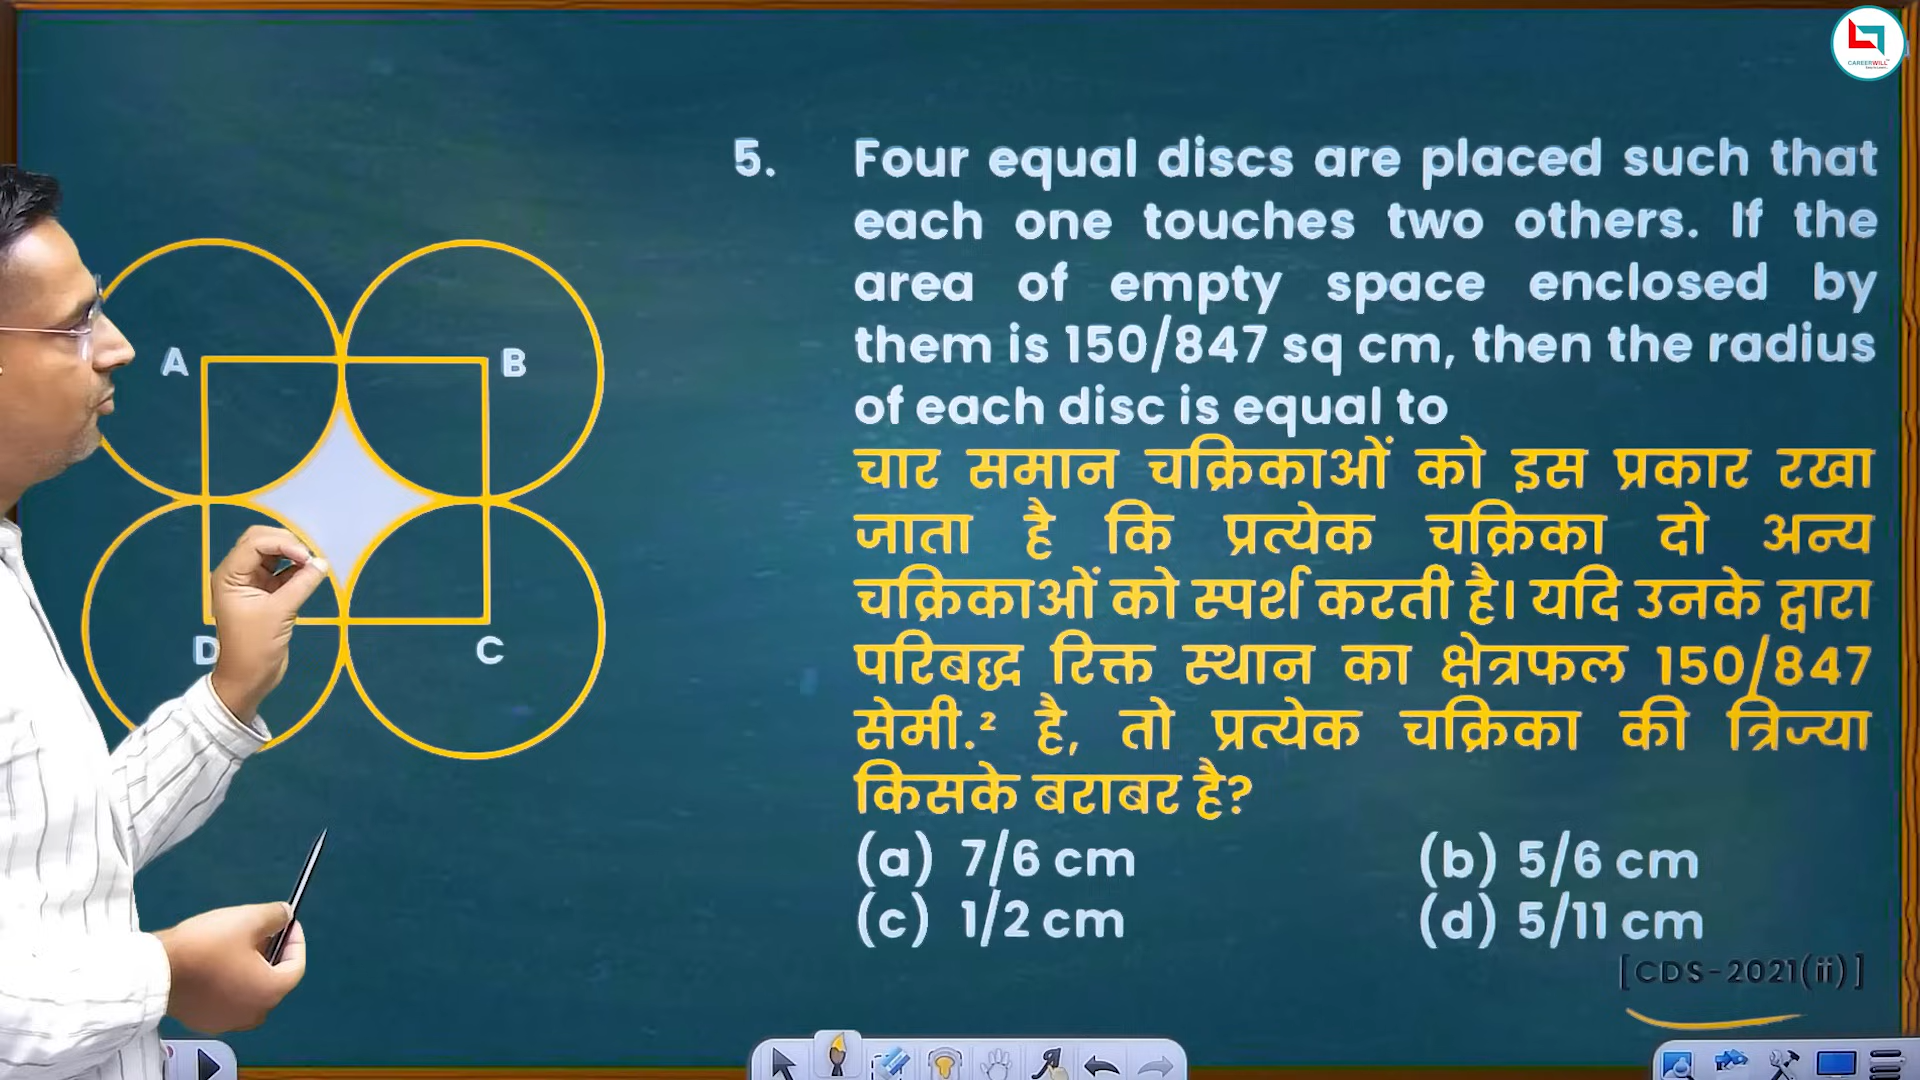 CAREERWILL
5. Four equal discs are placed such that
each one touches two others. If the
area of empty space enclosed by
them is 150/847 sq cm, then the radius
of each disc is equal to
चार समान चक्रिकाओं को इस प्रकार रखा
जाता है कि प्रत्येक चक्रिका दो अन्य
चक्रिकाओं को स्पर्श करती है। यदि उनके द्वारा
परिबद्ध रिक्त स्थान का क्षेत्रफल 150/847
सेमी.² है, तो प्रत्येक चक्रिका की त्रिज्या
किसके बराबर है?
(a) 7/6 cm (b) 5/6 cm
(c) 1/2 cm (d) 5/11 cm
[CDS-2021(ii)]
A B
D C